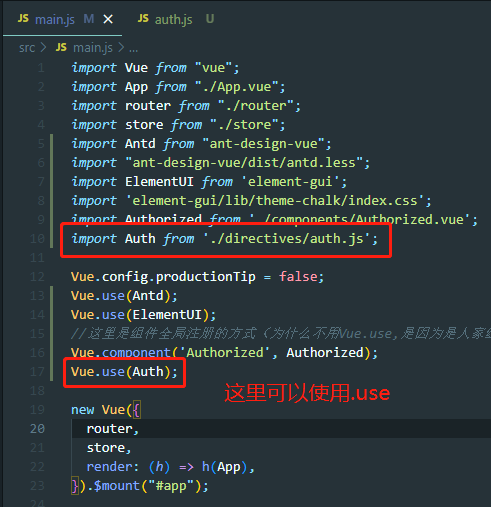 JS main.js M ×
JS auth.js U
src > JS main.js > ...
1 import Vue from "vue";
2 import App from "./App.vue";
3 import router from "./router";
4 import store from "./store";
5 import Antd from "ant-design-vue";
6 import "ant-design-vue/dist/antd.less";
7 import ElementUI from 'element-gui';
8 import 'element-gui/lib/theme-chalk/index.css';
9 import Authorized from './components/Authorized.vue';
10 import Auth from './directives/auth.js';
11
12 Vue.config.productionTip = false;
13 Vue.use(Antd);
14 Vue.use(ElementUI);
15 //这里是组件全局注册的方式〈为什么不用Vue.use,是因为是人家
16 Vue.component('Authorized', Authorized);
17 Vue.use(Auth);
18
这里可以使用.use
19 new Vue({
20 router,
21 store,
22 render: (h) => h(App),
23 }).$mount("#app");
24